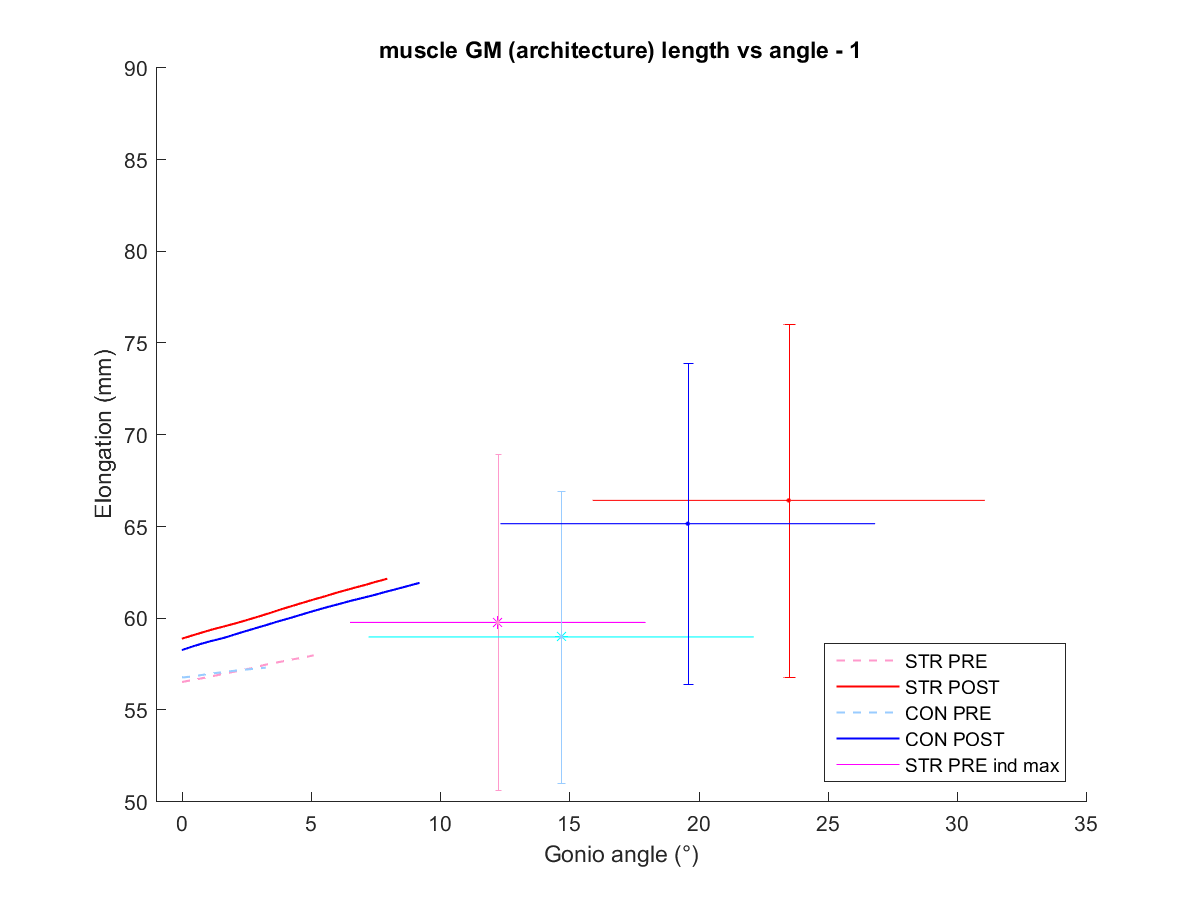 muscle GM (architecture) length vs angle - 1
90
85
80
75
70
65
60
55
50
Elongation (mm)
0 5 10 15 20 25 30 35
Gonio angle (°)
STR PRE
STR POST
CON PRE
CON POST
STR PRE ind max